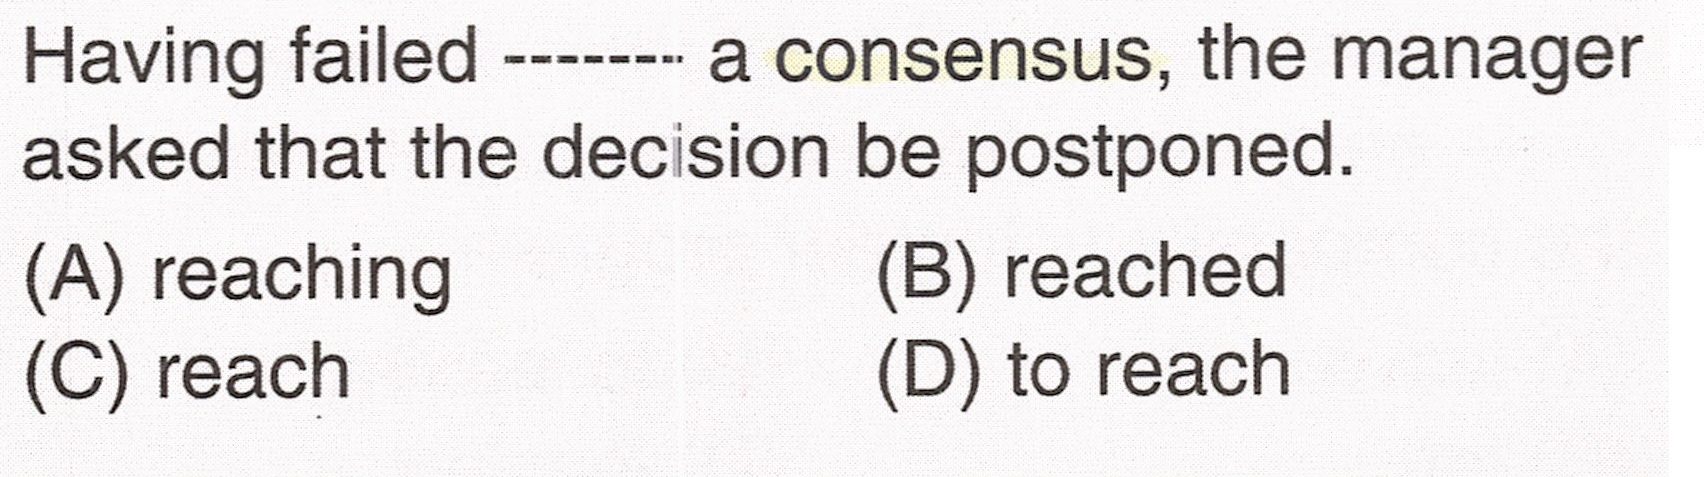 Having failed ------- a consensus, the manager
asked that the decision be postponed.
(A) reaching (B) reached
(C) reach (D) to reach